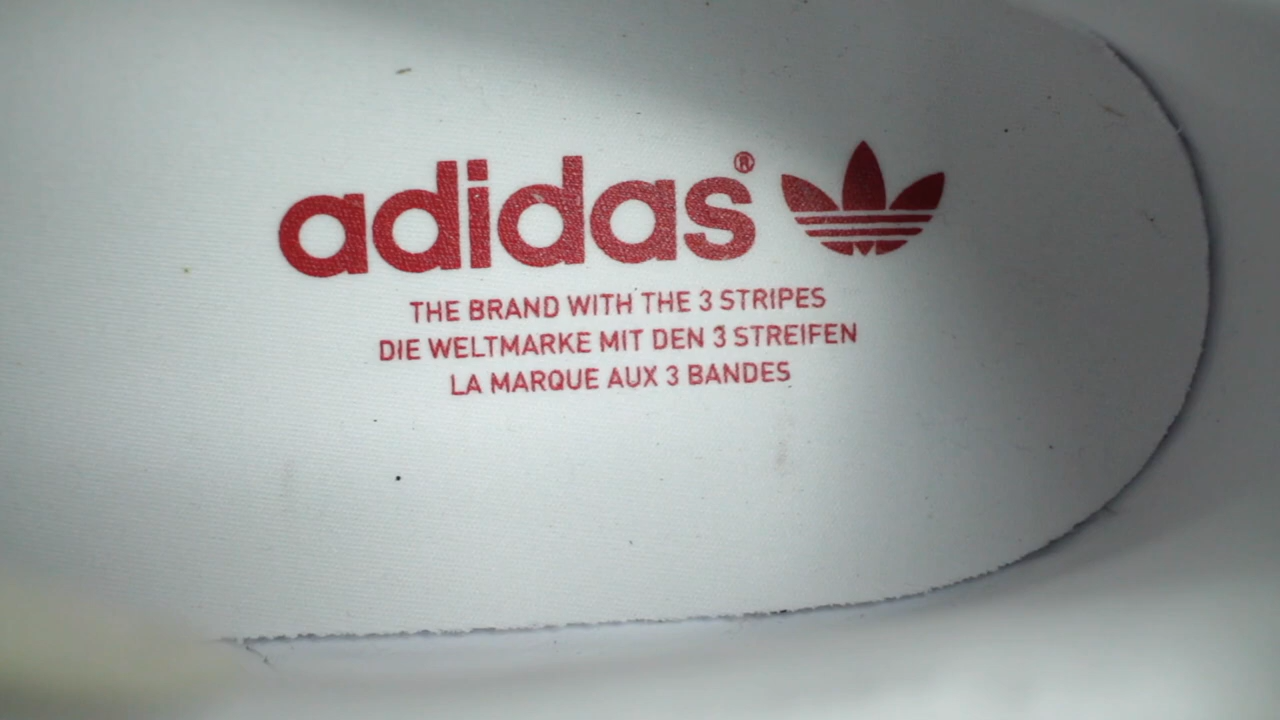 adidas®
THE BRAND WITH THE 3 STRIPES
DIE WELTMARKE MIT DEN 3 STREIFEN
LA MARQUE AUX 3 BANDES